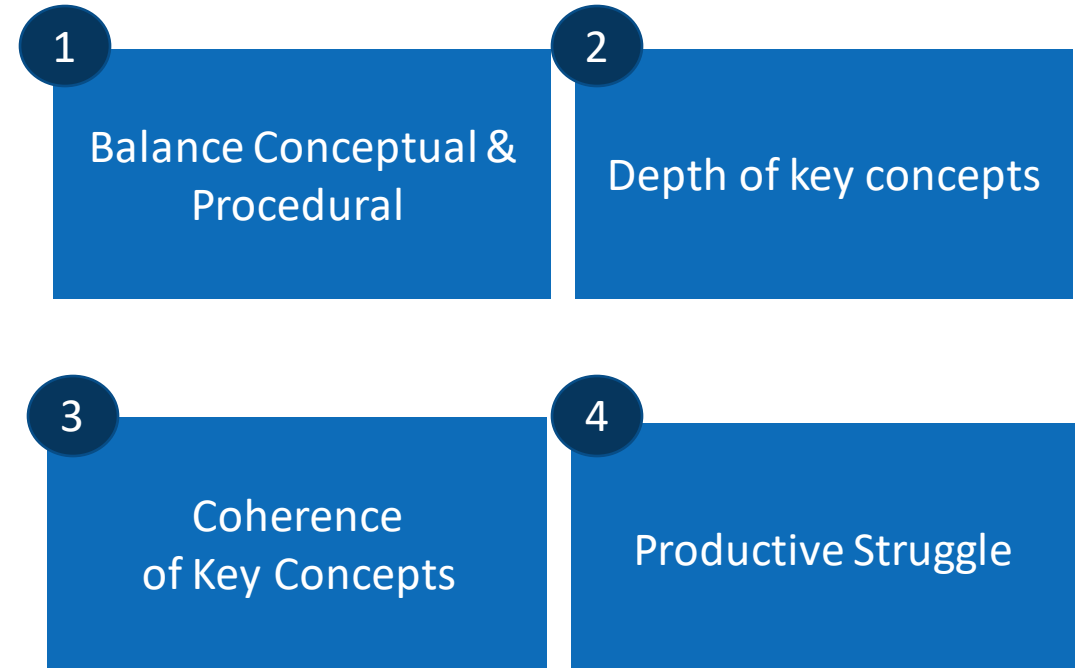 1
Balance Conceptual &
Procedural
2
Depth of key concepts
3
Coherence
of Key Concepts
4
Productive Struggle